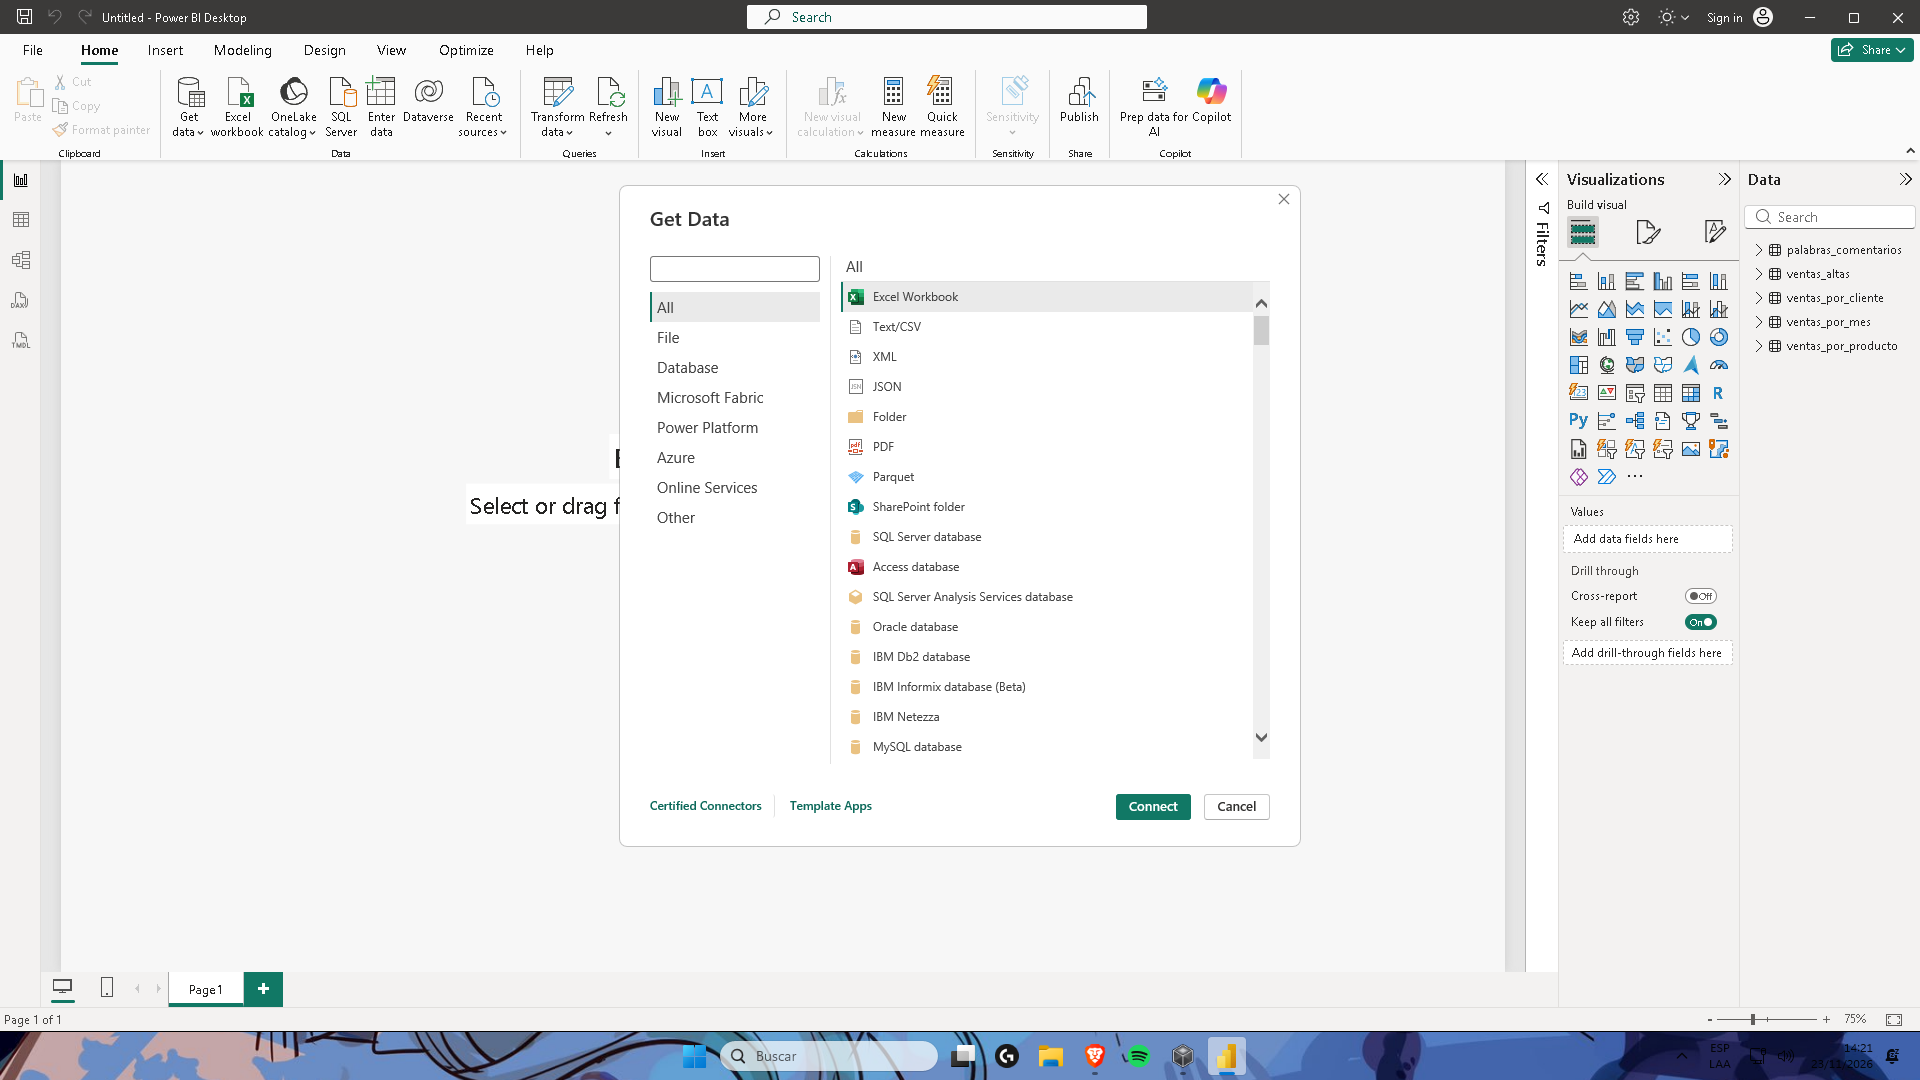 Untitled - Power BI Desktop
Search
Sign in
File
Home
Insert
Modeling
Design
View
Optimize
Help
Share
Paste
Cut
Copy
Format painter
Clipboard
Get data
Excel workbook
OneLake catalog
SQL Server
Enter data
Dataverse
Recent sources
Data
Transform data
Refresh
Queries
New visual
Text box
More visuals
Insert
New visual calculation
New measure
Quick measure
Calculations
Sensitivity
Sensitivity
Publish
Share
Prep data for AI
Copilot
Copilot
DAX
TMDL
Select or drag f
Get Data
All
File
Database
Microsoft Fabric
Power Platform
Azure
Online Services
Other
All
Excel Workbook
Text/CSV
XML
JSON
Folder
PDF
Parquet
SharePoint folder
SQL Server database
Access database
SQL Server Analysis Services database
Oracle database
IBM Db2 database
IBM Informix database (Beta)
IBM Netezza
MySQL database
Certified Connectors
Template Apps
Connect
Cancel
Filters
Visualizations
Build visual
Values
Add data fields here
Drill through
Cross-report
Off
Keep all filters
On
Add drill-through fields here
Data
Search
palabras_comentarios
ventas_altas
ventas_por_cliente
ventas_por_mes
ventas_por_producto
Page 1
Page 1 of 1
75%
Buscar
ESP
LAA
14:21
23/11/2026